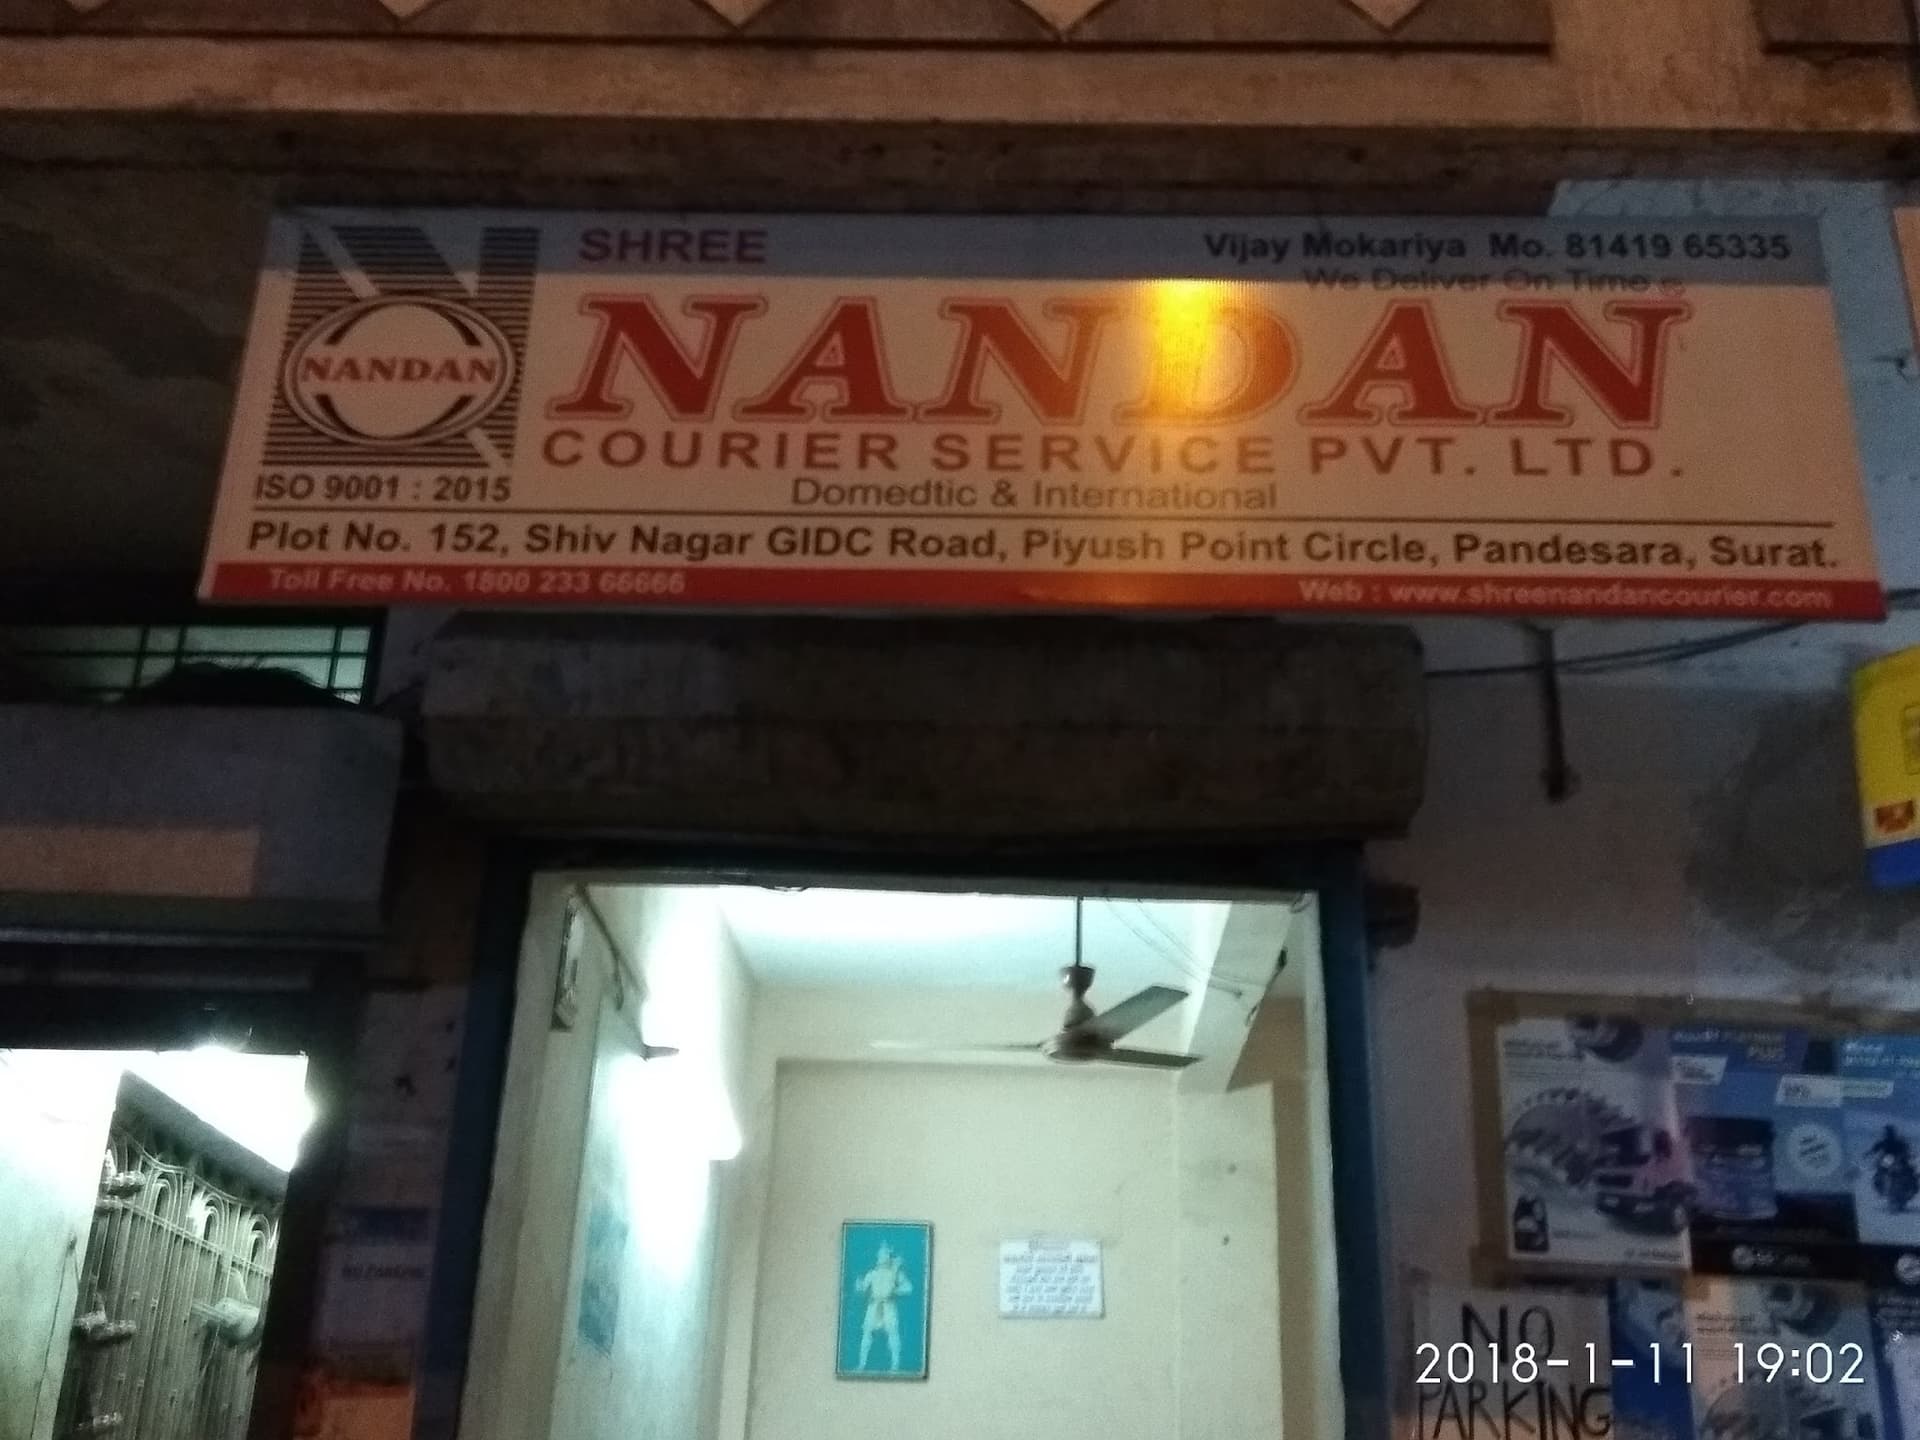 SHREE
Vijay Mokariya Mo. 81419 65335
We Deliver On Time
NANDAN
NANDAN
COURIER SERVICE PVT. LTD.
ISO 9001 : 2015
Domedtic & International
Plot No. 152, Shiv Nagar GIDC Road, Piyush Point Circle, Pandesara, Surat.
Toll Free No. 1800 233 66666
Web : www.shreenandancourier.com
NO
PARKING
2018-1-11 19:02